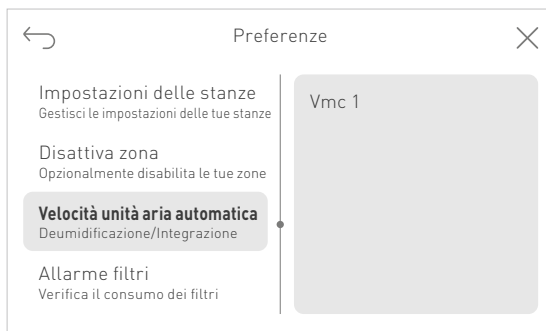 Preferenze
Impostazioni delle stanze
Gestisci le impostazioni delle tue stanze
Disattiva zona
Opzionalmente disabilita le tue zone
Velocità unità aria automatica
Deumidificazione/Integrazione
Allarme filtri
Verifica il consumo dei filtri
Vmc 1